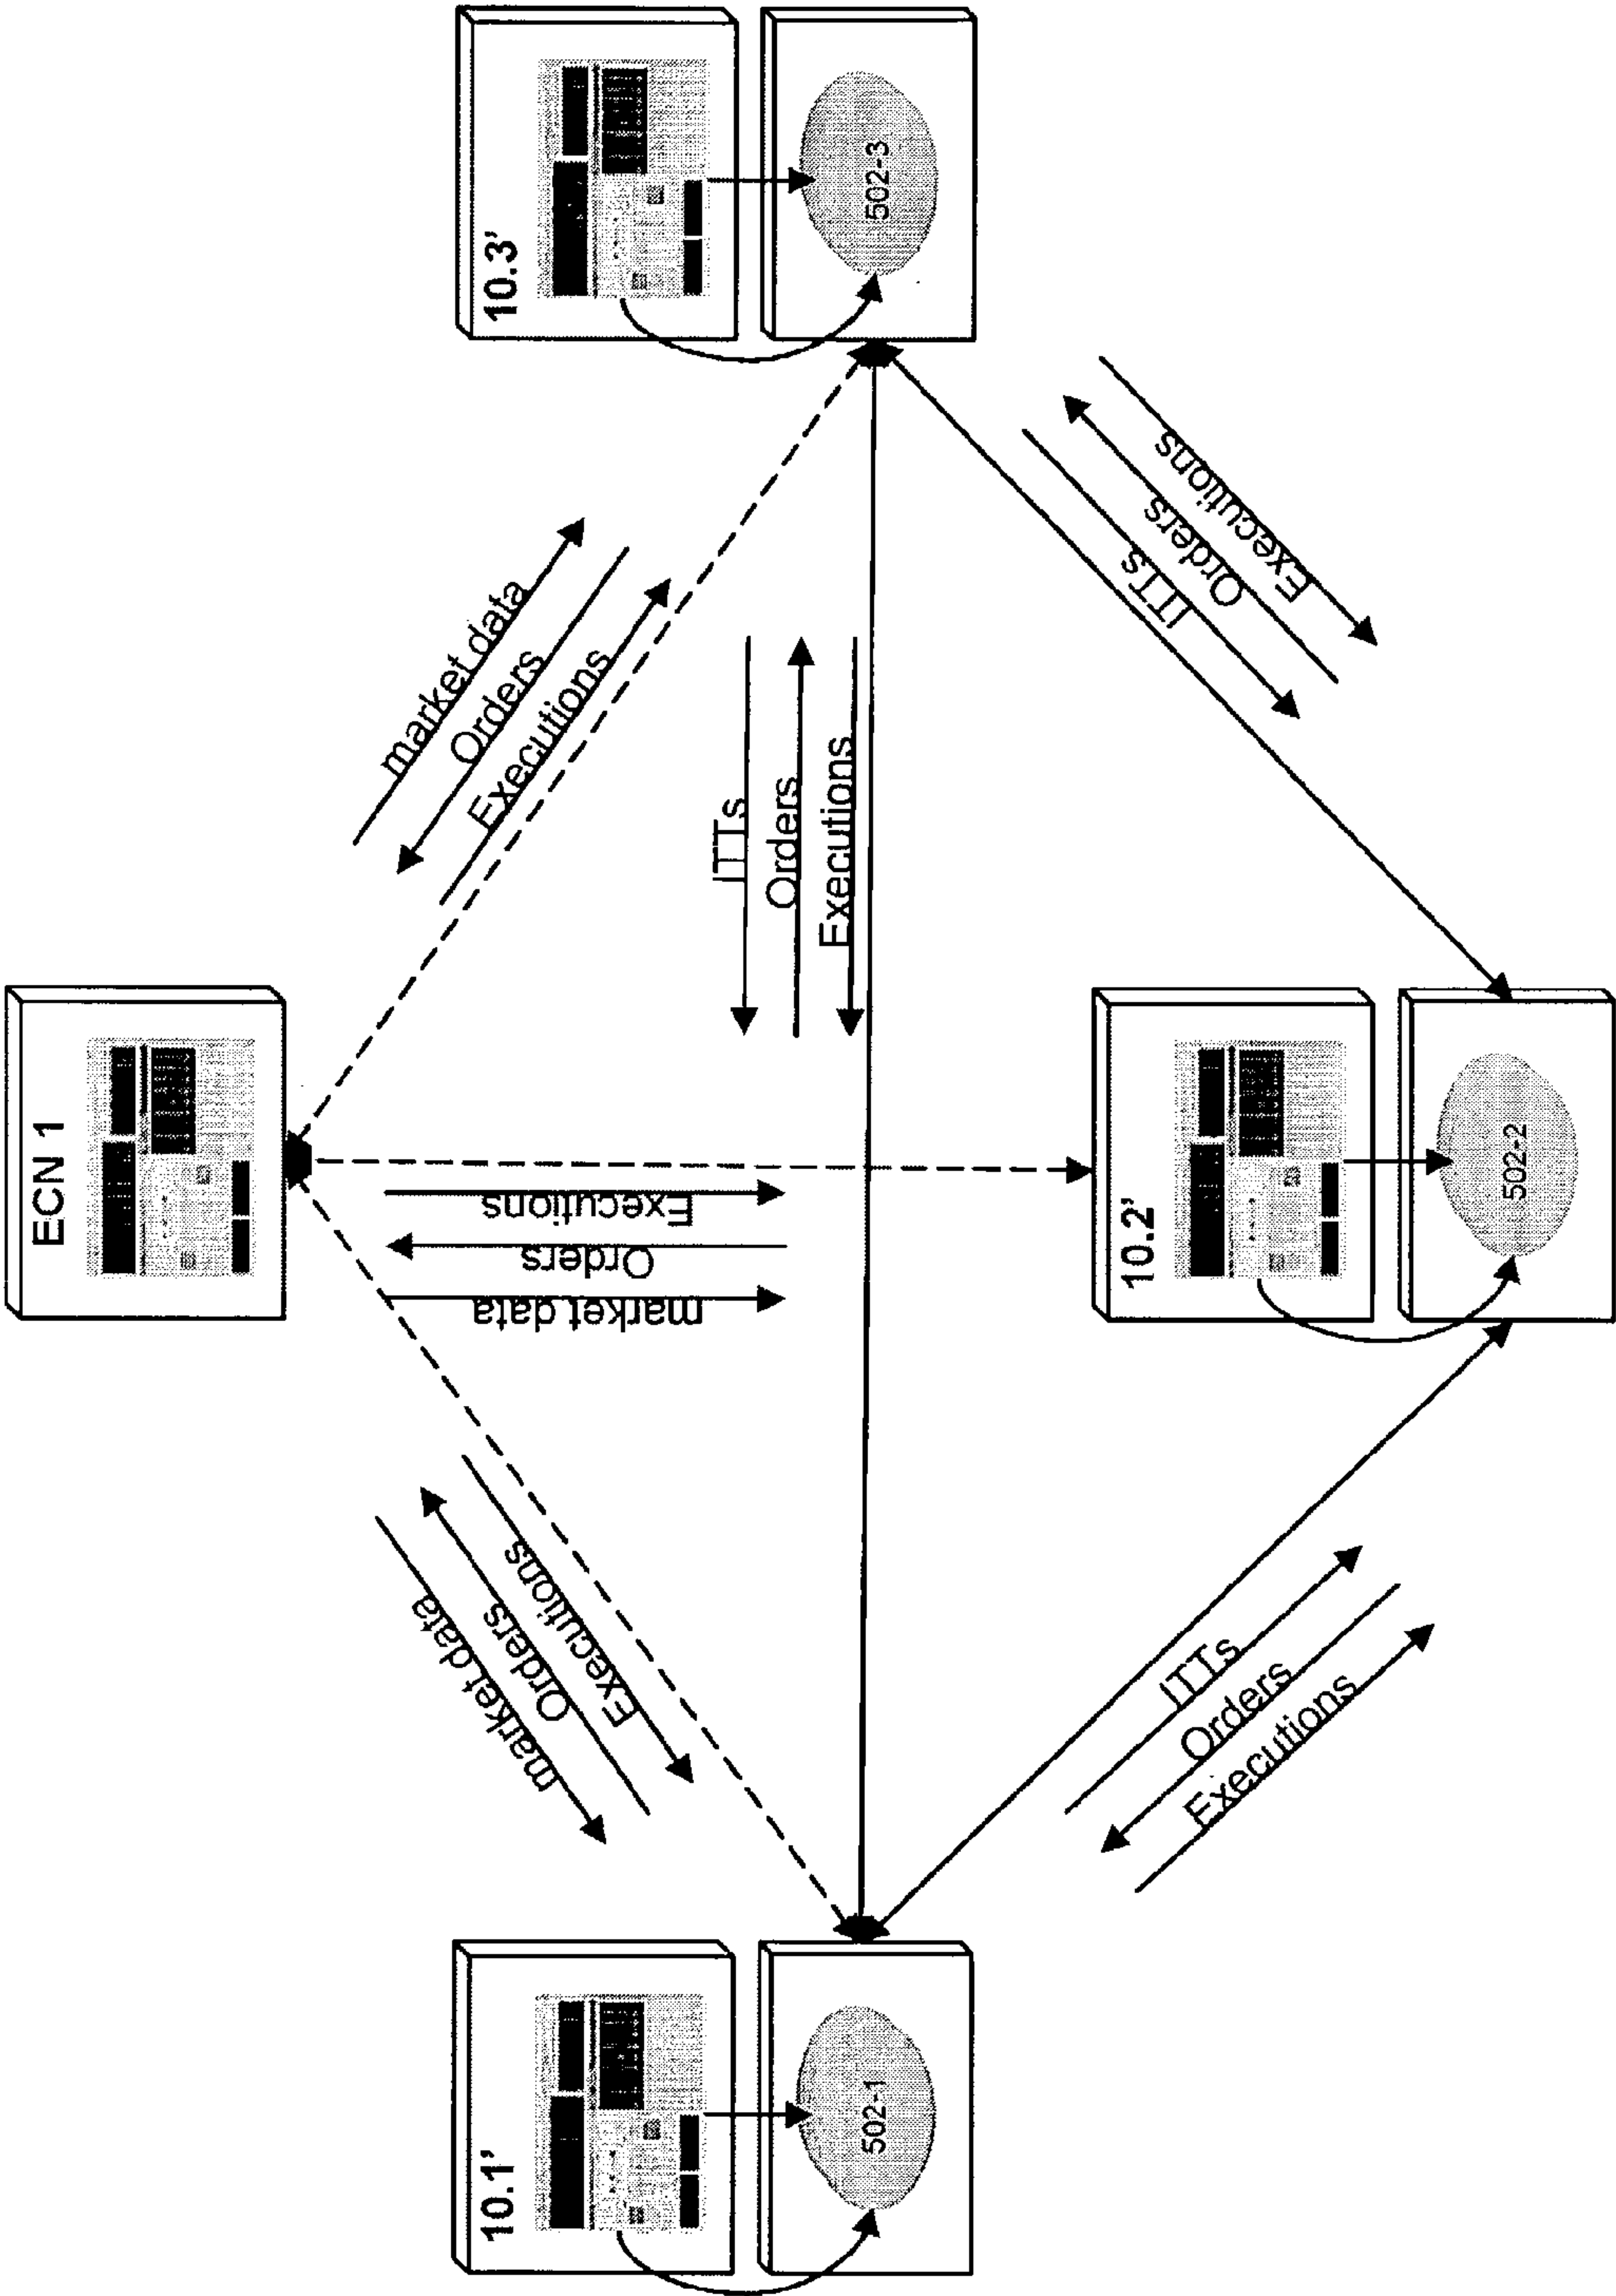 ECN 1
market data
Orders
Executions
market data
Orders
Executions
market data
Orders
Executions
10.1'
502-1
10.3'
502-3
ITTs
Orders
Executions
10.2'
502-2
ITTs
Orders
Executions
ITTs
Orders
Executions